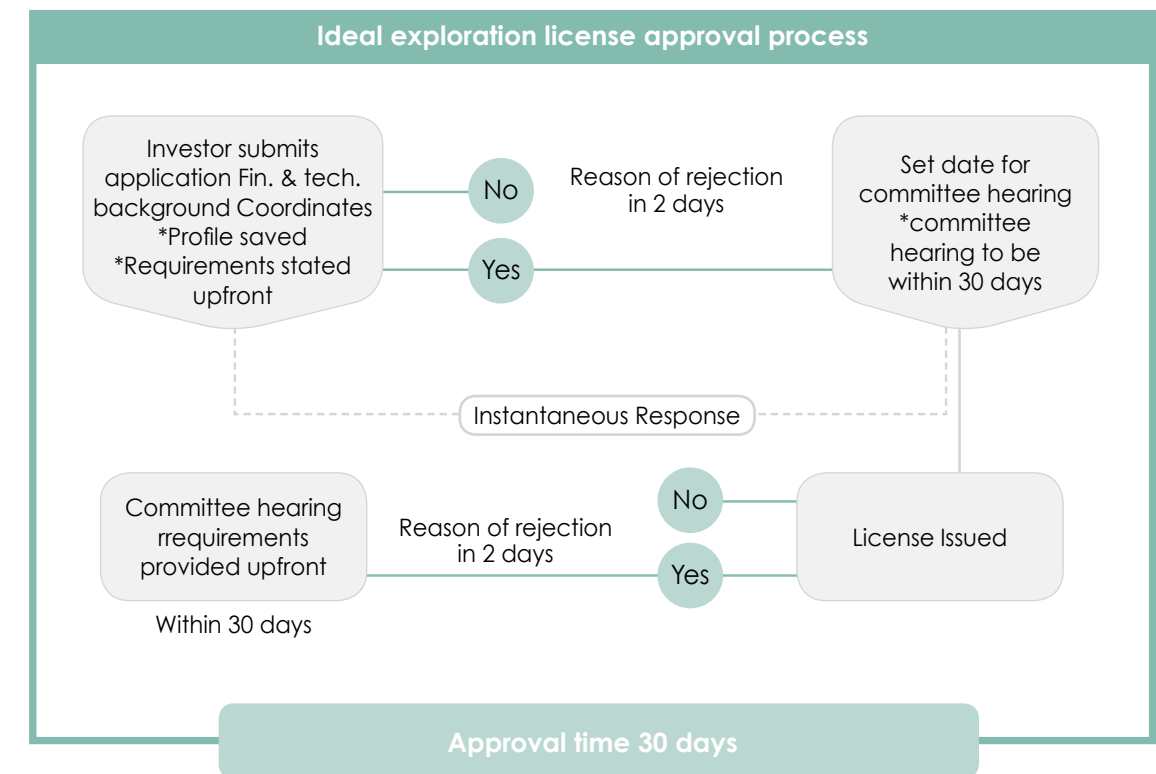 Ideal exploration license approval process
Investor submits
application Fin. & tech.
background Coordinates
*Profile saved
*Requirements stated
upfront
No
Reason of rejection
in 2 days
Yes
Set date for
committee hearing
*committee
hearing to be
within 30 days
Instantaneous Response
Committee hearing
rrequirements
provided upfront
Within 30 days
Reason of rejection
in 2 days
No
Yes
License Issued
Approval time 30 days